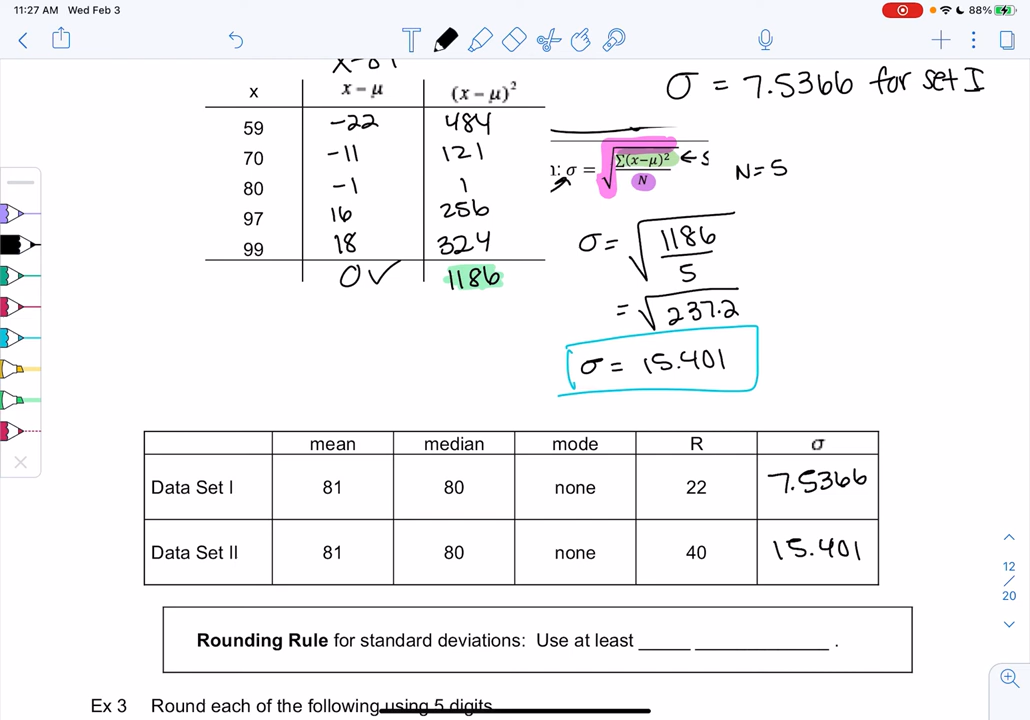 11:27 AM Wed Feb 3
88%
T
x-81
x x − μ (x − μ)²
59 -22 484
70 -11 121
80 -1 1
97 16 256
99 18 324
0✓ 1186
σ = 7.5366 for set I
1: σ = √Σ(x−μ)²/N ← S
N = 5
σ = √1186/5
= √237.2
σ = 15.401
mean median mode R σ
Data Set I 81 80 none 22 7.5366
Data Set II 81 80 none 40 15.401
Rounding Rule for standard deviations: Use at least _____ _____________ .
Ex 3 Round each of the following using 5 digits
12
/
20